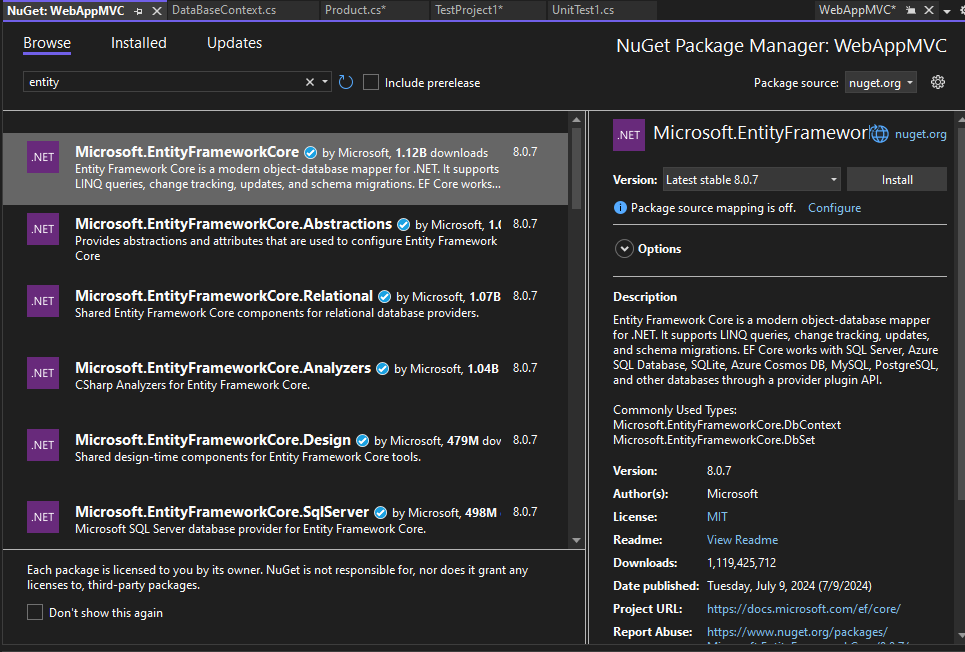 NuGet: WebAppMVC
DataBaseContext.cs
Product.cs*
TestProject1*
UnitTest1.cs
WebAppMVC*
Browse
Installed
Updates
NuGet Package Manager: WebAppMVC
entity
Include prerelease
Package source: nuget.org
.NET
Microsoft.EntityFrameworkCore by Microsoft, 1.12B downloads
8.0.7
Entity Framework Core is a modern object-database mapper for .NET. It supports
LINQ queries, change tracking, updates, and schema migrations. EF Core works...
.NET
Microsoft.EntityFrameworkCore.Abstractions by Microsoft, 1.0
8.0.7
Provides abstractions and attributes that are used to configure Entity Framework
Core
.NET
Microsoft.EntityFrameworkCore.Relational by Microsoft, 1.07B
8.0.7
Shared Entity Framework Core components for relational database providers.
.NET
Microsoft.EntityFrameworkCore.Analyzers by Microsoft, 1.04B
8.0.7
CSharp Analyzers for Entity Framework Core.
.NET
Microsoft.EntityFrameworkCore.Design by Microsoft, 479M
8.0.7
Shared design-time components for Entity Framework Core tools.
.NET
Microsoft.EntityFrameworkCore.SqlServer by Microsoft, 498M
8.0.7
Microsoft SQL Server database provider for Entity Framework Core.
Each package is licensed to you by its owner. NuGet is not responsible for, nor does it grant any
licenses to, third-party packages.
Don't show this again
.NET
Microsoft.EntityFramewor
nuget.org
Version: Latest stable 8.0.7
Install
Package source mapping is off. Configure
Options
Description
Entity Framework Core is a modern object-database mapper
for .NET. It supports LINQ queries, change tracking, updates,
and schema migrations. EF Core works with SQL Server, Azure
SQL Database, SQLite, Azure Cosmos DB, MySQL, PostgreSQL,
and other databases through a provider plugin API.
Commonly Used Types:
Microsoft.EntityFrameworkCore.DbContext
Microsoft.EntityFrameworkCore.DbSet
Version: 8.0.7
Author(s): Microsoft
License: MIT
Readme: View Readme
Downloads: 1,119,425,712
Date published: Tuesday, July 9, 2024 (7/9/2024)
Project URL: https://docs.microsoft.com/ef/core/
Report Abuse: https://www.nuget.org/packages/